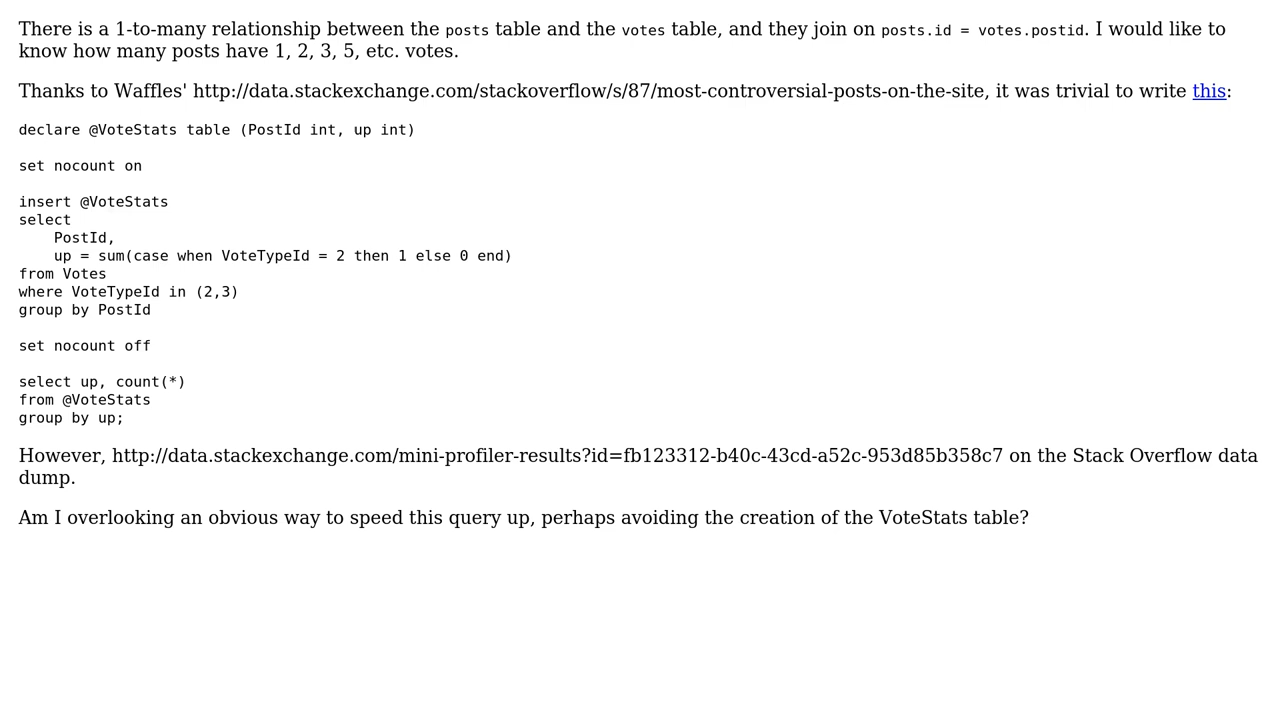 There is a 1-to-many relationship between the posts table and the votes table, and they join on posts.id = votes.postid. I would like to
know how many posts have 1, 2, 3, 5, etc. votes.
Thanks to Waffles' http://data.stackexchange.com/stackoverflow/s/87/most-controversial-posts-on-the-site, it was trivial to write this:
declare @VoteStats table (PostId int, up int)
set nocount on
insert @VoteStats
select
    PostId,
    up = sum(case when VoteTypeId = 2 then 1 else 0 end)
from Votes
where VoteTypeId in (2,3)
group by PostId
set nocount off
select up, count(*)
from @VoteStats
group by up;
However, http://data.stackexchange.com/mini-profiler-results?id=fb123312-b40c-43cd-a52c-953d85b358c7 on the Stack Overflow data
dump.
Am I overlooking an obvious way to speed this query up, perhaps avoiding the creation of the VoteStats table?